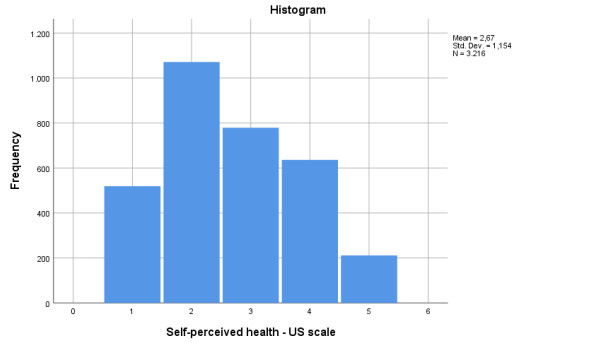 Histogram
Mean = 2,67
Std. Dev. = 1,154
N = 3.216
1.200
1.000
800
600
400
200
0
Frequency
0 1 2 3 4 5 6
Self-perceived health - US scale